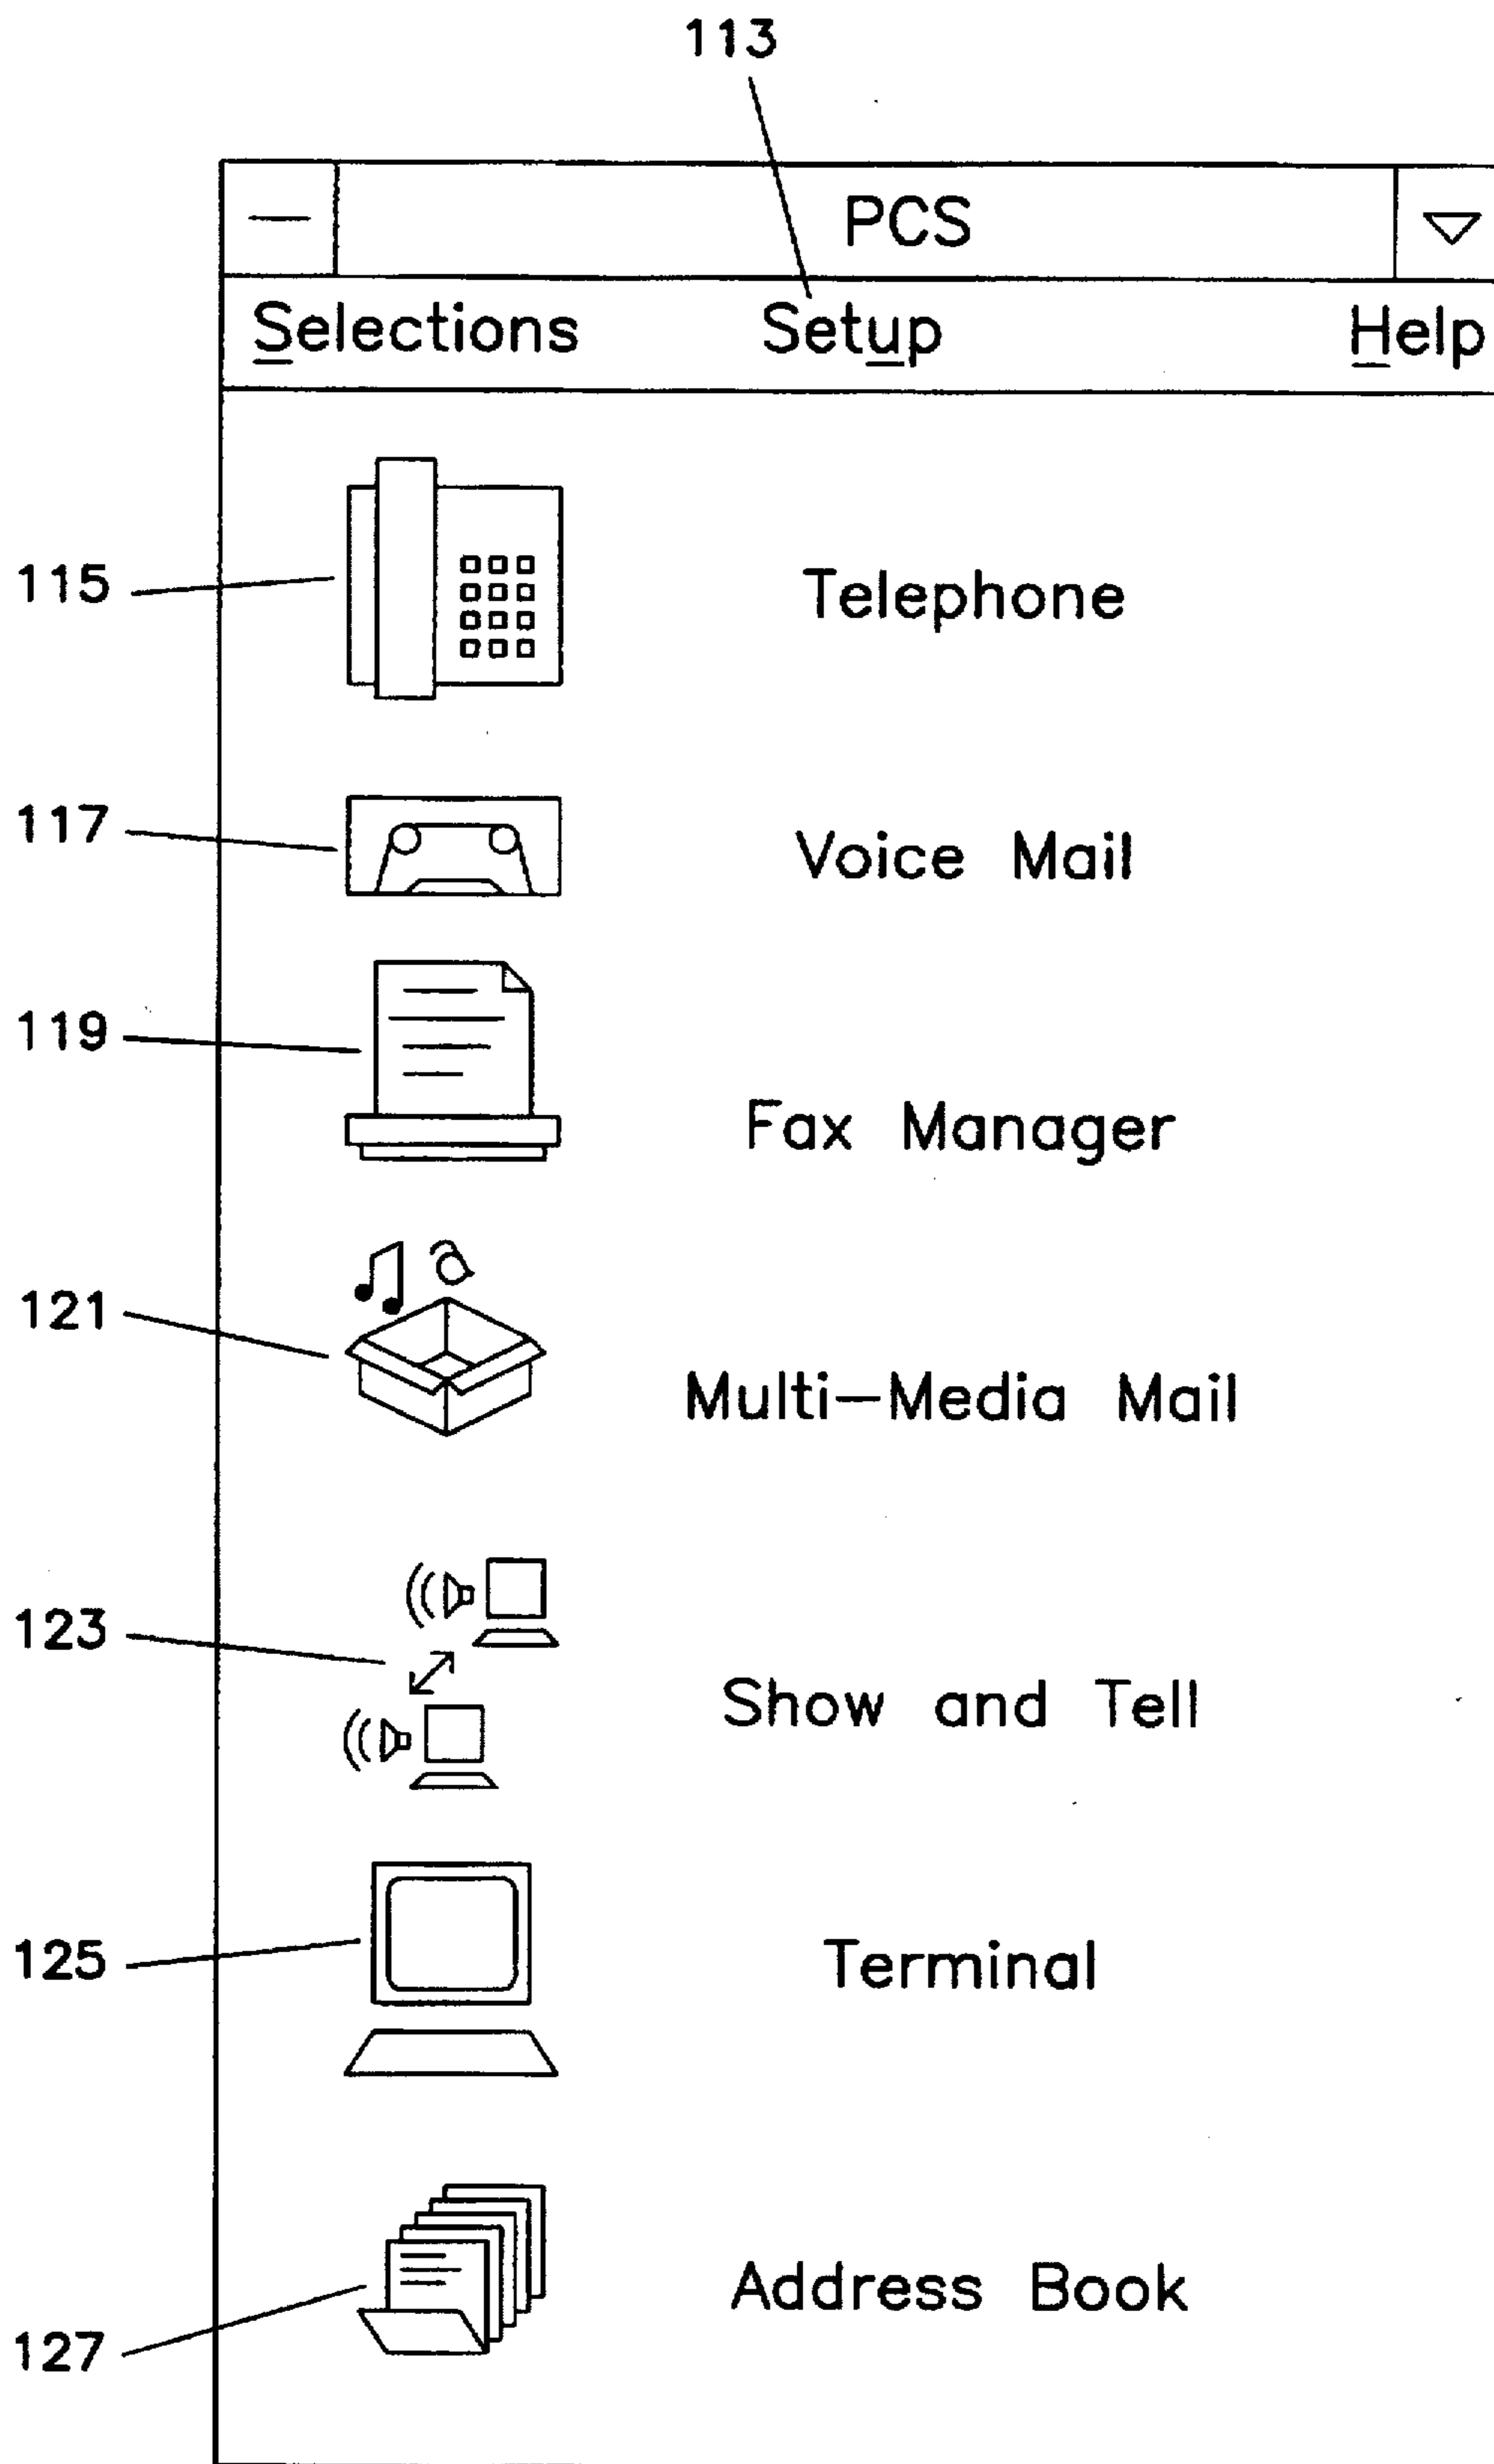 113
PCS
Selections Setup Help
115 Telephone
117 Voice Mail
119 Fax Manager
121 Multi-Media Mail
123 Show and Tell
125 Terminal
127 Address Book